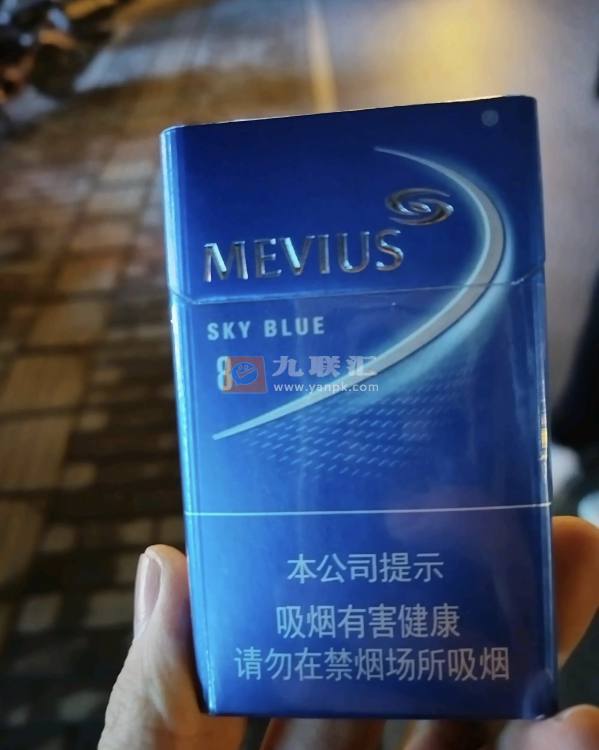 MEVIUS
SKY BLUE
8
九联汇
www.yanpk.com
本公司提示
吸烟有害健康
请勿在禁烟场所吸烟